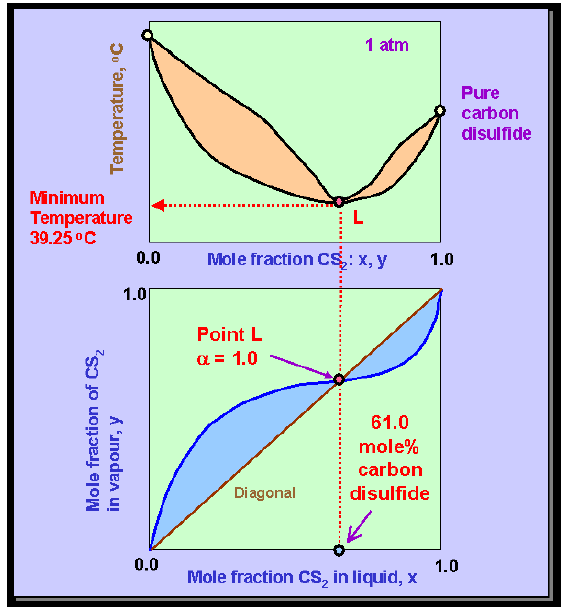 1 atm
Temperature, ºC
Pure
carbon
disulfide
Minimum
Temperature
39.25 ºC
L
0.0
Mole fraction CS2: x, y
1.0
1.0
Point L
α = 1.0
Mole fraction of CS2
in vapour, y
61.0
mole%
carbon
disulfide
Diagonal
0.0
1.0
Mole fraction CS2 in liquid, x